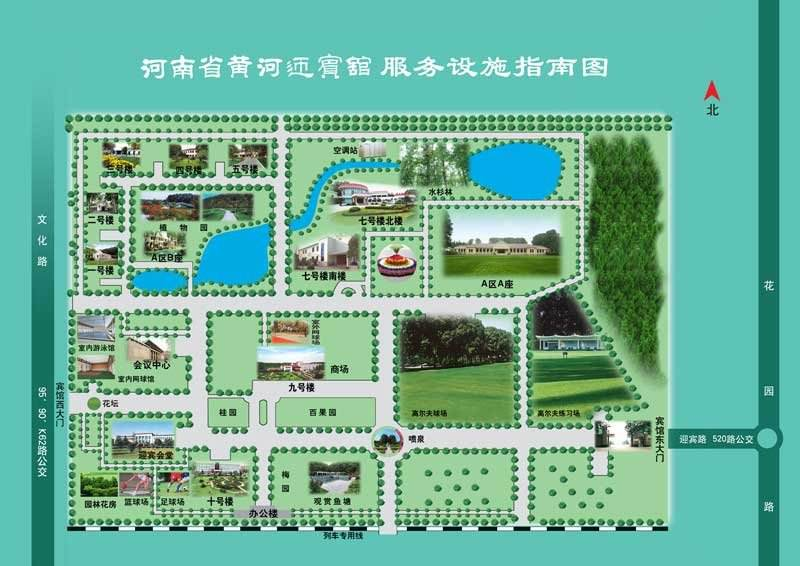 河南省黄河迎宾馆服务设施指南图
北
空调站
三号楼
四号楼
五号楼
水杉林
二号楼
植物园
七号楼北楼
文化路
A区B座
一号楼
七号楼南楼
A区A座
花园路
室外网球场
室内游泳馆
会议中心
商场
室内网球馆
九号楼
宾馆西大门
花坛
桂园
百果园
高尔夫球场
高尔夫练习场
宾馆东大门
95、90、K62路公交
迎宾路 520路公交
喷泉
迎宾会堂
梅园
园林花房
篮球场
足球场
十号楼
观赏鱼塘
办公楼
列车专用线